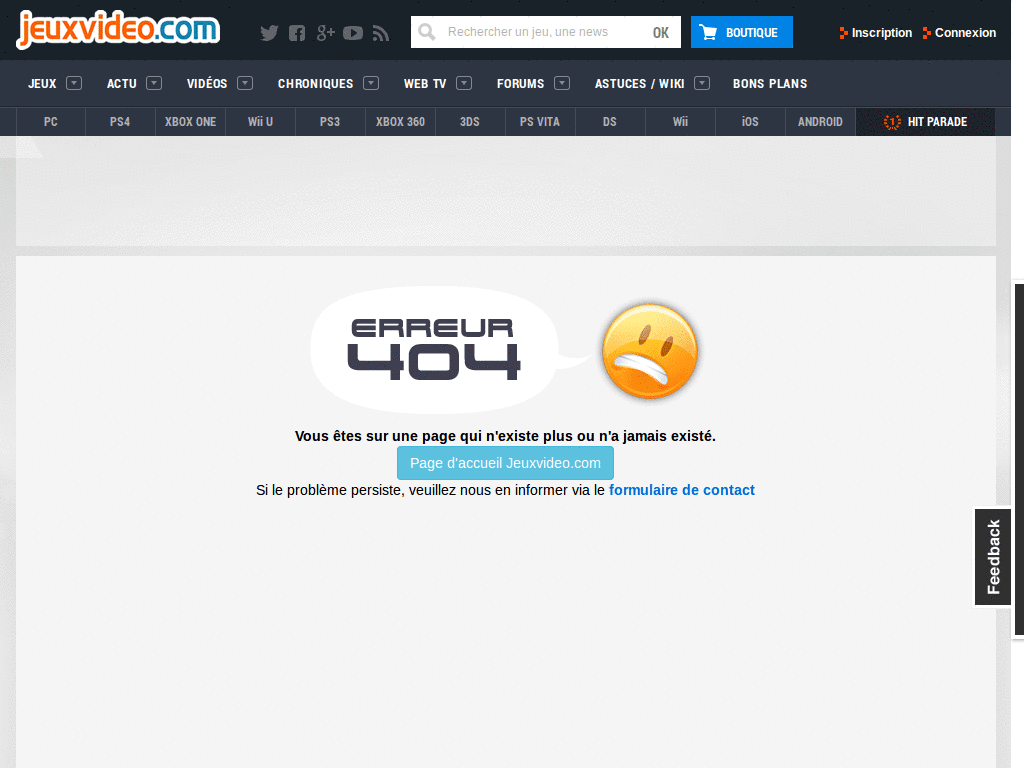 jeuxvideo.com
Rechercher un jeu, une news OK
BOUTIQUE
Inscription Connexion
JEUX ACTU VIDÉOS CHRONIQUES WEB TV FORUMS ASTUCES / WIKI BONS PLANS
PC PS4 XBOX ONE Wii U PS3 XBOX 360 3DS PS VITA DS Wii iOS ANDROID 1 HIT PARADE
ERREUR
404
Vous êtes sur une page qui n'existe plus ou n'a jamais existé.
Page d'accueil Jeuxvideo.com
Si le problème persiste, veuillez nous en informer via le formulaire de contact
Feedback